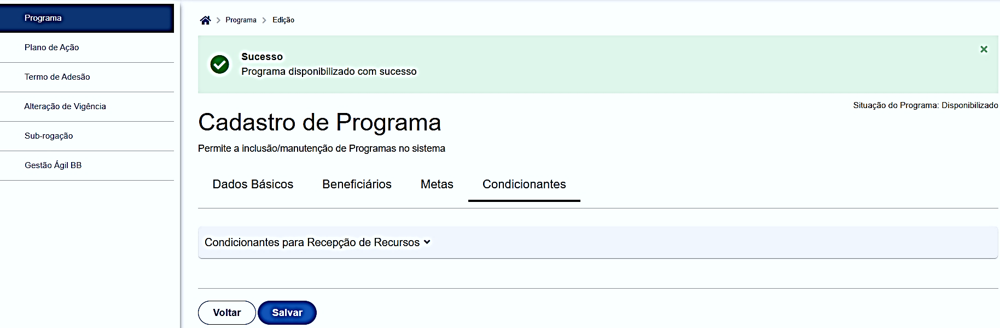 Programa
Plano de Ação
Termo de Adesão
Alteração de Vigência
Sub-rogação
Gestão Ágil BB
Programa Edição
Sucesso
Programa disponibilizado com sucesso
Situação do Programa: Disponibilizado
Cadastro de Programa
Permite a inclusão/manutenção de Programas no sistema
Dados Básicos Beneficiários Metas Condicionantes
Condicionantes para Recepção de Recursos
Voltar Salvar